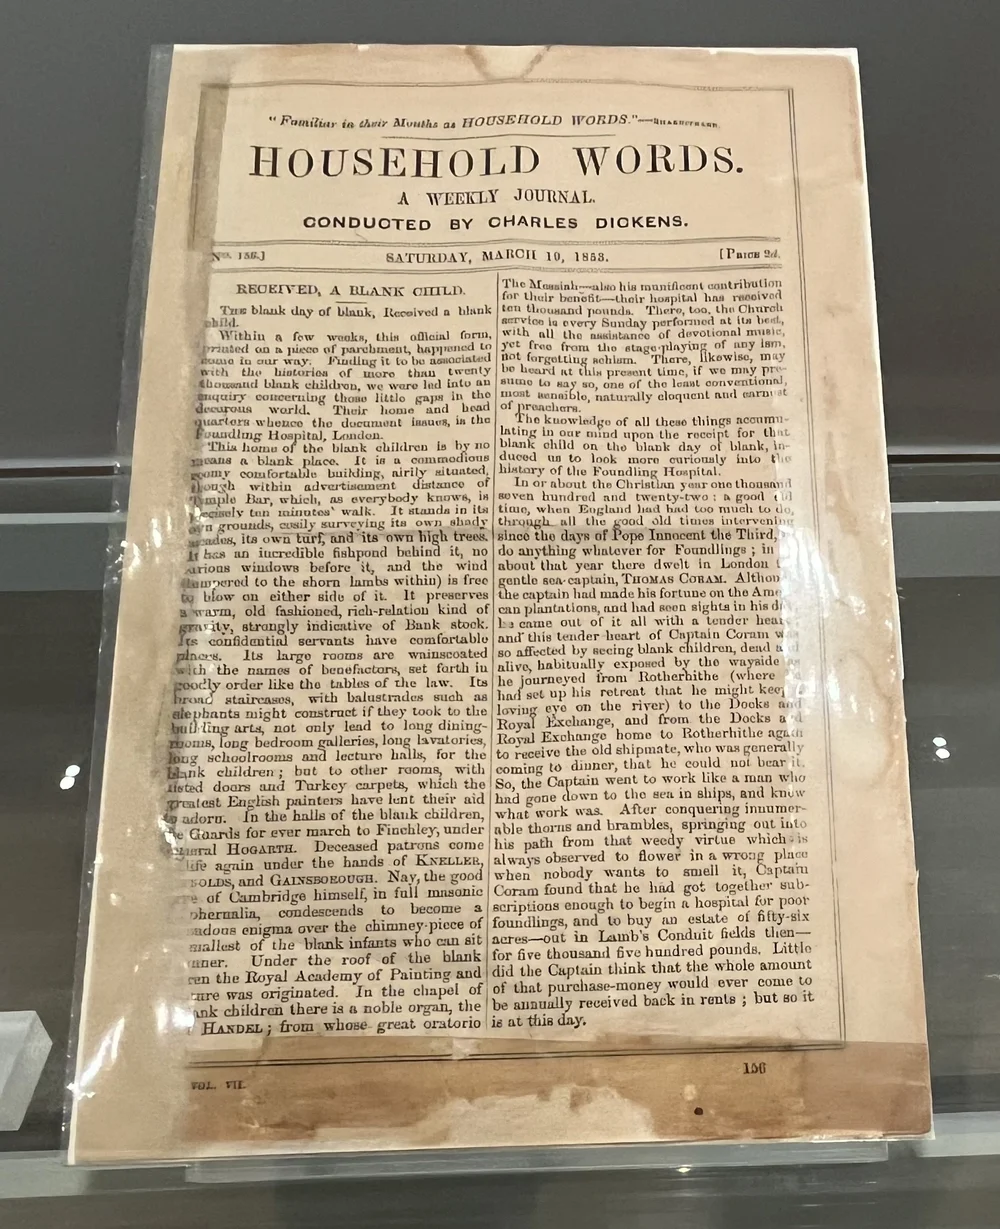 "Familiar in their Mouths as HOUSEHOLD WORDS."—SHAKESPEARE.
HOUSEHOLD WORDS.
A WEEKLY JOURNAL.
CONDUCTED BY CHARLES DICKENS.
No. 156.] SATURDAY, MARCH 10, 1853. [PRICE 2d.
RECEIVED, A BLANK CHILD.
THE blank day of blank, Received a blank
child.
Within a few weeks, this official form,
printed on a piece of parchment, happened to
come in our way. Finding it to be associated
with the histories of more than twenty
thousand blank children, we were led into an
enquiry concerning those little gaps in the
decorous world. Their home and head
quarters whence the document issues, is the
Foundling Hospital, London.
This home of the blank children is by no
means a blank place. It is a commodious
roomy comfortable building, airily situated,
though within advertisement distance of
Temple Bar, which, as everybody knows, is
precisely ten minutes' walk. It stands in its
own grounds, cosily surveying its own shady
arcades, its own turf, and its own high trees.
It has an incredible fishpond behind it, no
curious windows before it, and the wind
(tempered to the shorn lambs within) is free
to blow on either side of it. It preserves
a warm, old fashioned, rich-relation kind of
gravity, strongly indicative of Bank stock.
Its confidential servants have comfortable
places. Its large rooms are wainscoated
with the names of benefactors, set forth in
goodly order like the tables of the law. Its
broad staircases, with balustrades such as
elephants might construct if they took to the
building arts, not only lead to long dining-
rooms, long bedroom galleries, long lavatories,
long schoolrooms and lecture halls, for the
blank children; but to other rooms, with
listed doors and Turkey carpets, which the
greatest English painters have lent their aid
to adorn. In the halls of the blank children,
Guards for ever march to Finchley, under
General HOGARTH. Deceased patrons come
life again under the hands of KNELLER,
and GAINSBOROUGH. Nay, the good
of Cambridge himself, in full masonic
condescends to become a
enigma over the chimney-piece of
of the blank infants who can sit
Under the roof of the blank
the Royal Academy of Painting and
was originated. In the chapel of
children there is a noble organ, the
HANDEL; from whose great oratorio
VOL. VII.
The Messiah—also his munificent contribution
for their benefit—their hospital has received
ten thousand pounds. There, too, the Church
service is every Sunday performed at its best,
with all the assistance of devotional music,
yet free from the stage-playing of any ism,
not forgetting schism. There, likewise, may
be heard at this present time, if we may pre-
sume to say so, one of the least conventional,
most sensible, naturally eloquent and earnest
of preachers.
The knowledge of all these things accumu-
lating in our mind upon the receipt for that
blank child on the blank day of blank, in-
duced us to look more curiously into the
history of the Foundling Hospital.
In or about the Christian year one thousand
seven hundred and twenty-two: a good old
time, when England had had too much to do,
through all the good old times intervening
since the days of Pope Innocent the Third,
do anything whatever for Foundlings; in
about that year there dwelt in London
gentle sea-captain, THOMAS CORAM. Although
the captain had made his fortune on the Ame
can plantations, and had seen sights in his day
he came out of it all with a tender heart
and this tender heart of Captain Coram was
so affected by seeing blank children, dead and
alive, habitually exposed by the wayside as
he journeyed from Rotherhithe (where
had set up his retreat that he might keep
loving eye on the river) to the Docks and
Royal Exchange, and from the Docks and
Royal Exchange home to Rotherhithe again
to receive the old shipmate, who was generally
coming to dinner, that he could not bear it.
So, the Captain went to work like a man who
had gone down to the sea in ships, and knew
what work was. After conquering innumer-
able thorns and brambles, springing out into
his path from that weedy virtue which is
always observed to flower in a wrong place
when nobody wants to smell it, Captain
Coram found that he had got together sub-
scriptions enough to begin a hospital for poor
foundlings, and to buy an estate of fifty-six
acres—out in Lamb's Conduit fields then—
for five thousand five hundred pounds. Little
did the Captain think that the whole amount
of that purchase-money would ever come to
be annually received back in rents; but so it
is at this day.
156